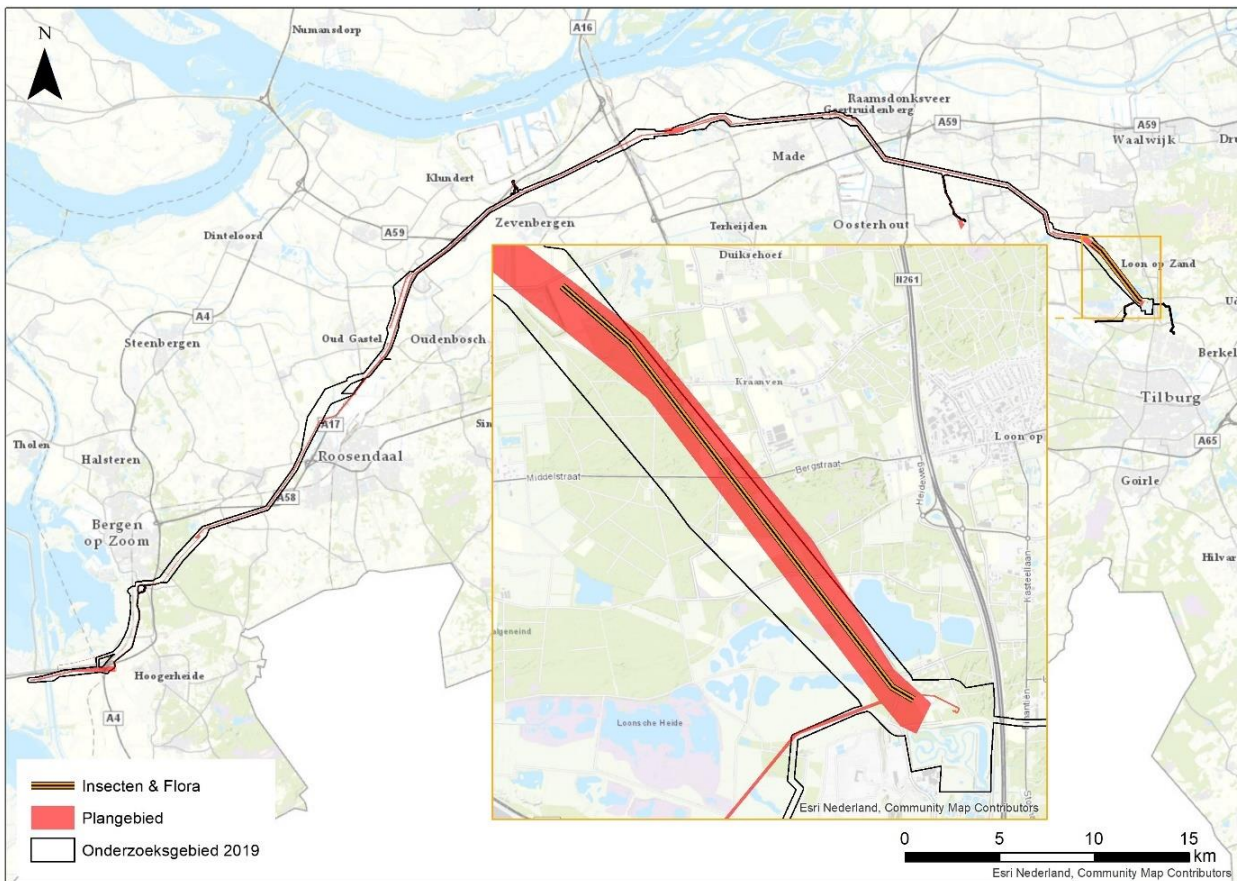 N
Numansdorp
A16
Raamsdonksveer
Geertruidenberg
A59
A59
Waalwijk
Made
Klundert
Zevenbergen
Terheijden
Oosterhout
Dinteloord
A59
Duiksehoef
Loon op Zand
N261
A4
Steenbergen
Oud Gastel
Oudenbosch
Berkel
Kraanven
Tilburg
A17
Tholen
Halsteren
Roosendaal
Loon op
A65
Bergstraat
Middelstraat
Heideweg
Goirle
A58
Bergen
op Zoom
Kasteellaan
Hoogerheide
A4
Loonsche Heide
Insecten & Flora
Plangebied
Onderzoeksgebied 2019
Esri Nederland, Community Map Contributors
0 5 10 15
km
Esri Nederland, Community Map Contributors